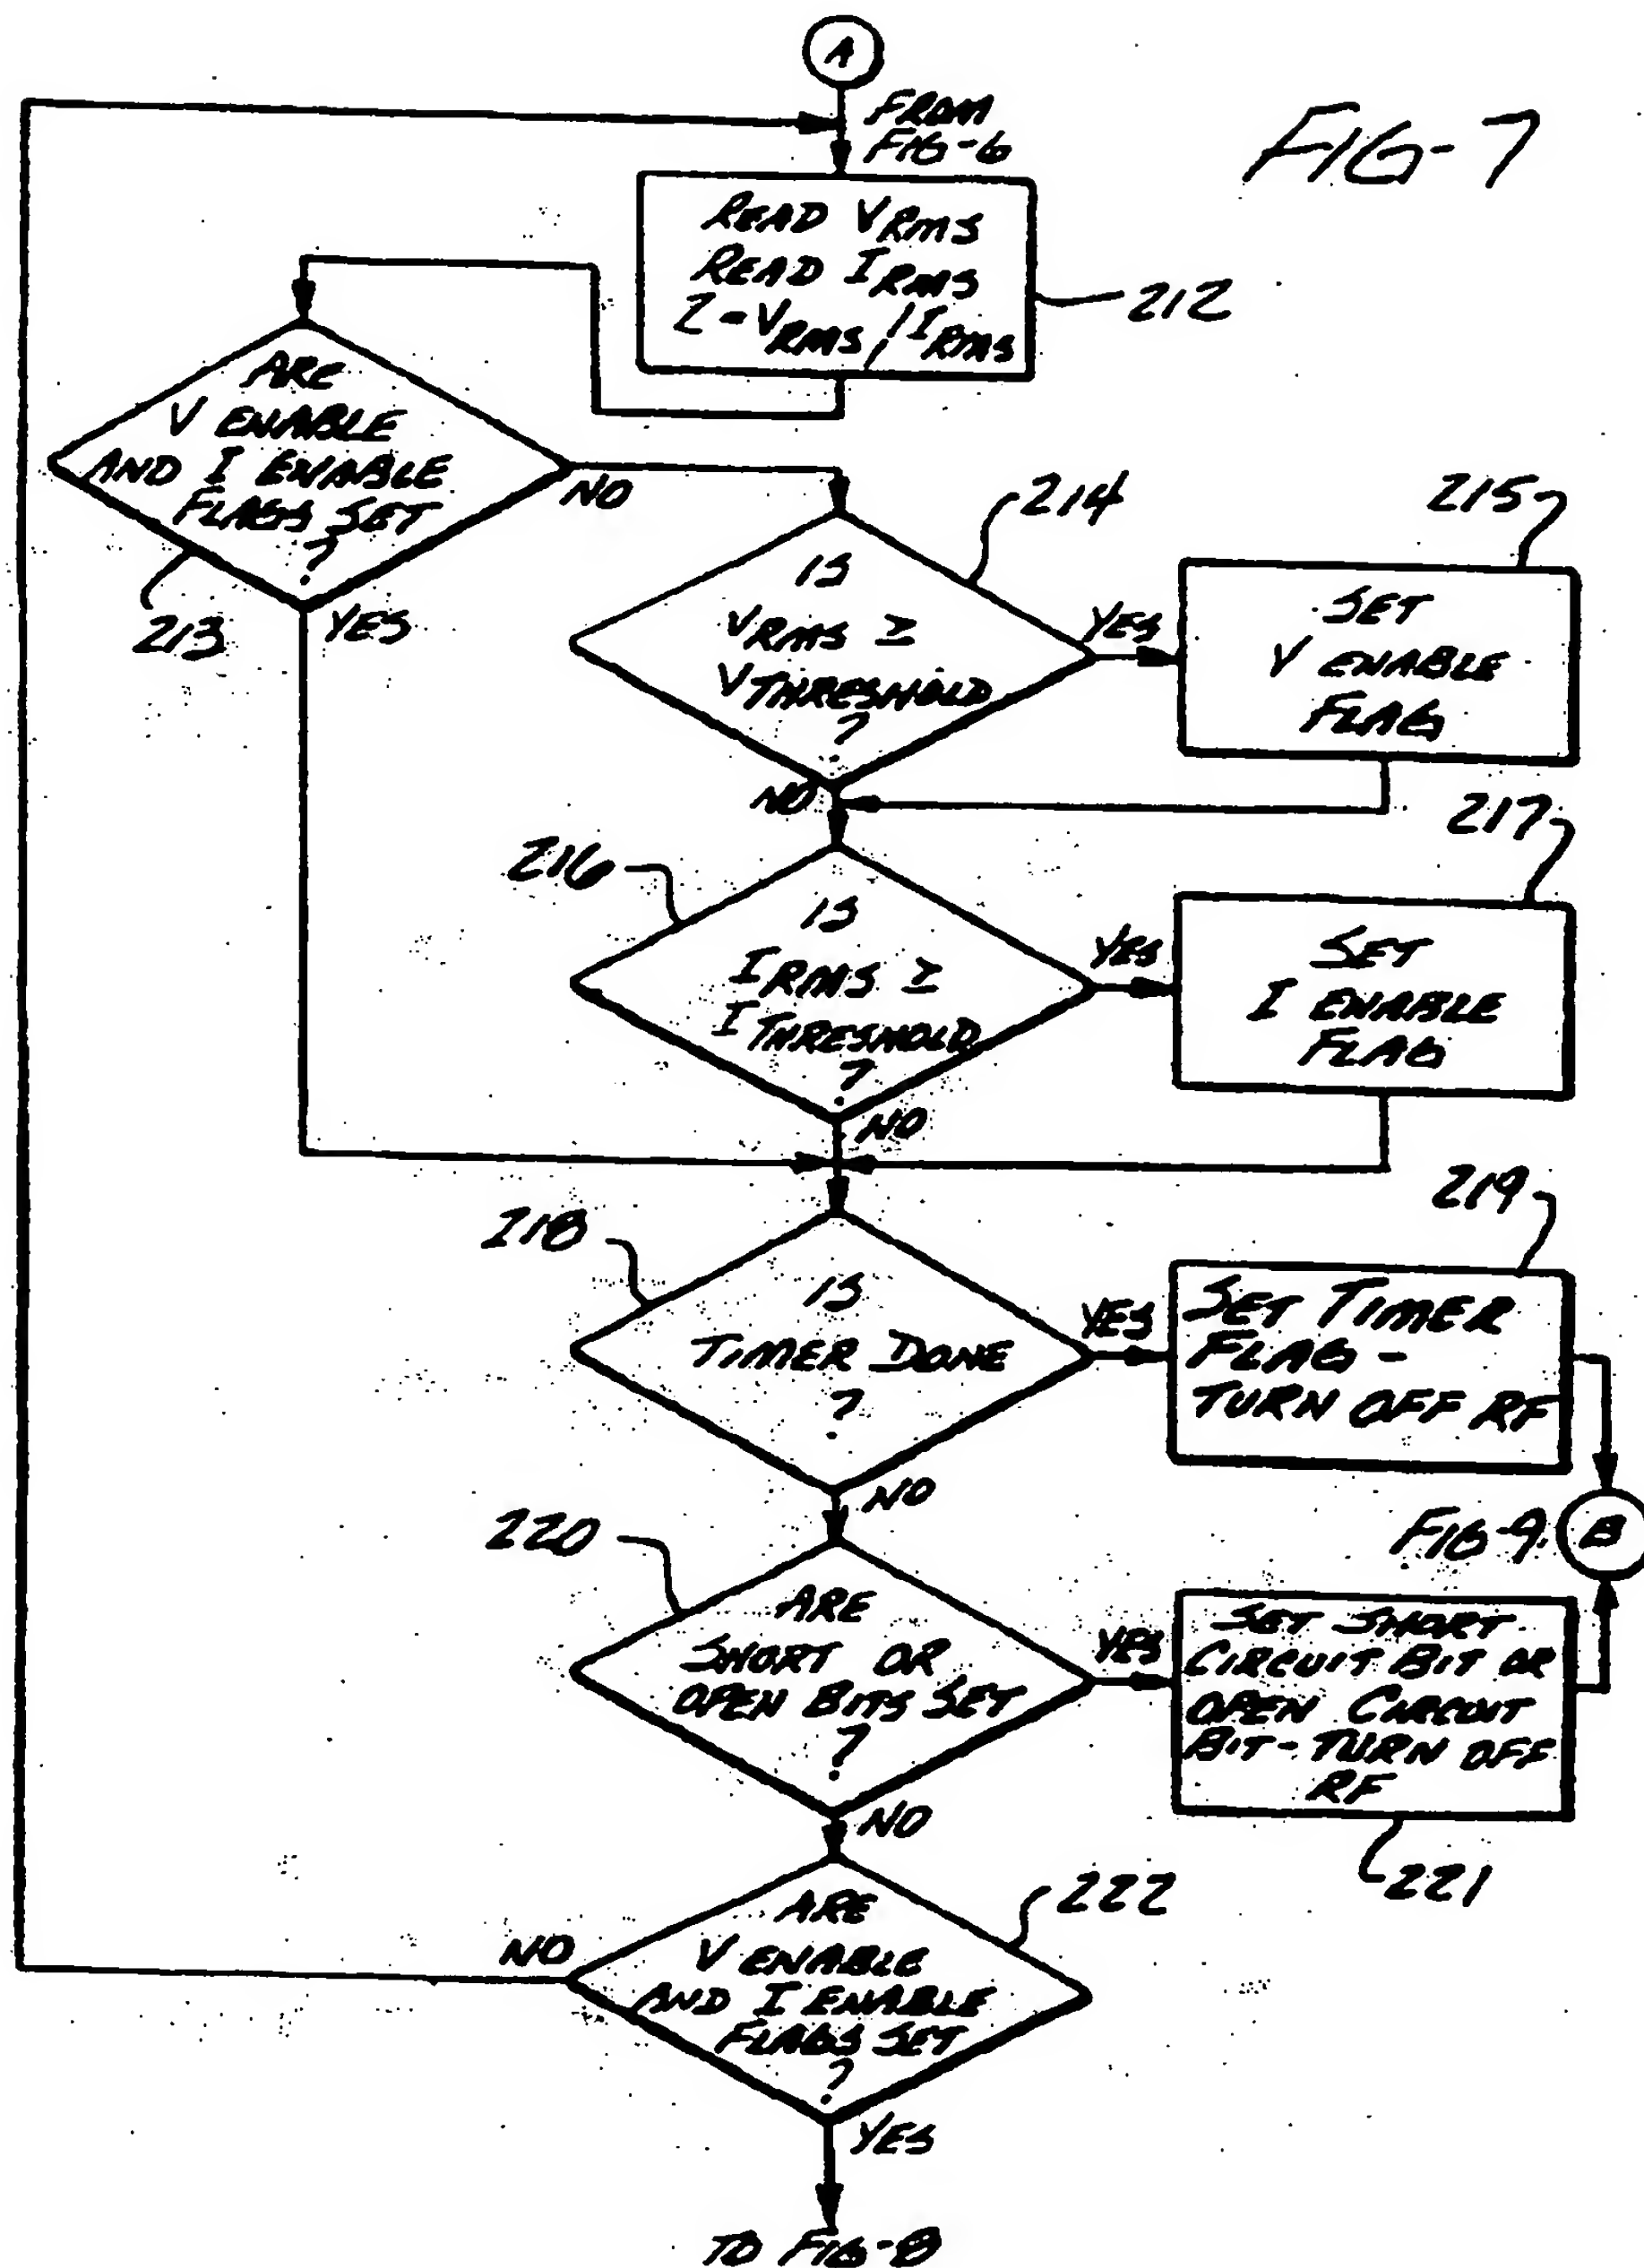 A
FROM
FIG-6
FIG-7
READ VRMS
READ IRMS
Z=VRMS/IRMS
212
ARE
V ENABLE
AND I ENABLE
FLAGS SET
?
213
NO
YES
214
IS
VRMS ≥
VTHRESHOLD
?
YES
NO
215
SET
V ENABLE
FLAG
216
IS
IRMS ≥
ITHRESHOLD
?
YES
NO
217
SET
I ENABLE
FLAG
218
IS
TIMER DONE
?
YES
NO
219
SET TIMER
FLAG-
TURN OFF RF
FIG-9
B
220
ARE
SHORT OR
OPEN BITS SET
?
YES
NO
SET SHORT
CIRCUIT BIT OR
OPEN CIRCUIT
BIT-TURN OFF
RF
221
222
ARE
V ENABLE
AND I ENABLE
FLAGS SET
?
NO
YES
TO FIG-8